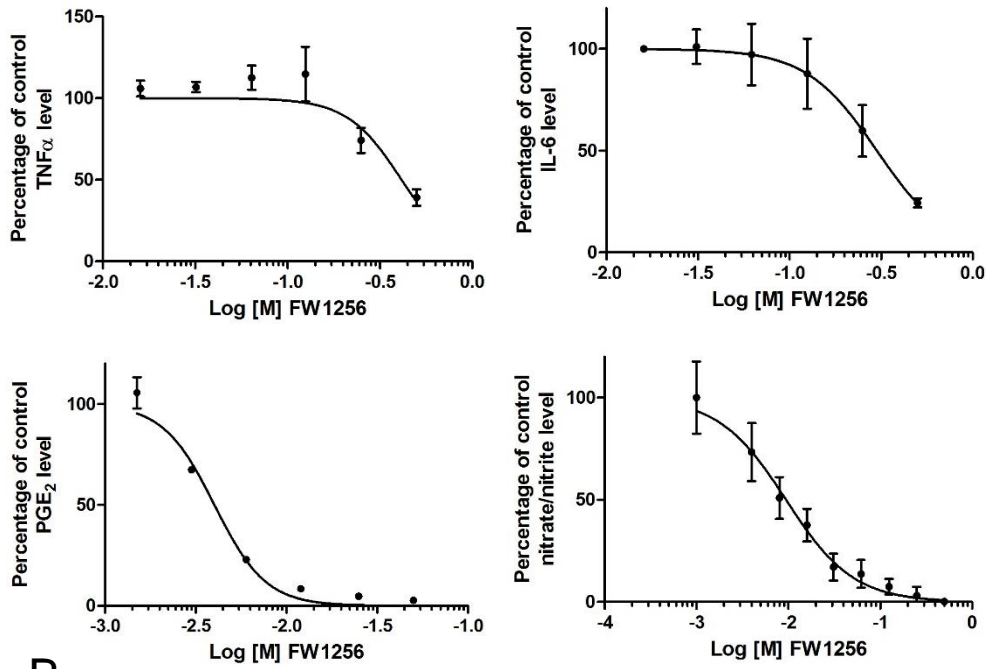 Percentage of control
TNFα level
150
100
50
0
-2.0
-1.5
-1.0
-0.5
0.0
Log [M] FW1256
Percentage of control
IL-6 level
100
50
0
-2.0
-1.5
-1.0
-0.5
0.0
Log [M] FW1256
Percentage of control
PGE₂ level
100
50
0
-3.0
-2.5
-2.0
-1.5
-1.0
Log [M] FW1256
Percentage of control
nitrate/nitrite level
100
50
0
-4
-3
-2
-1
0
Log [M] FW1256